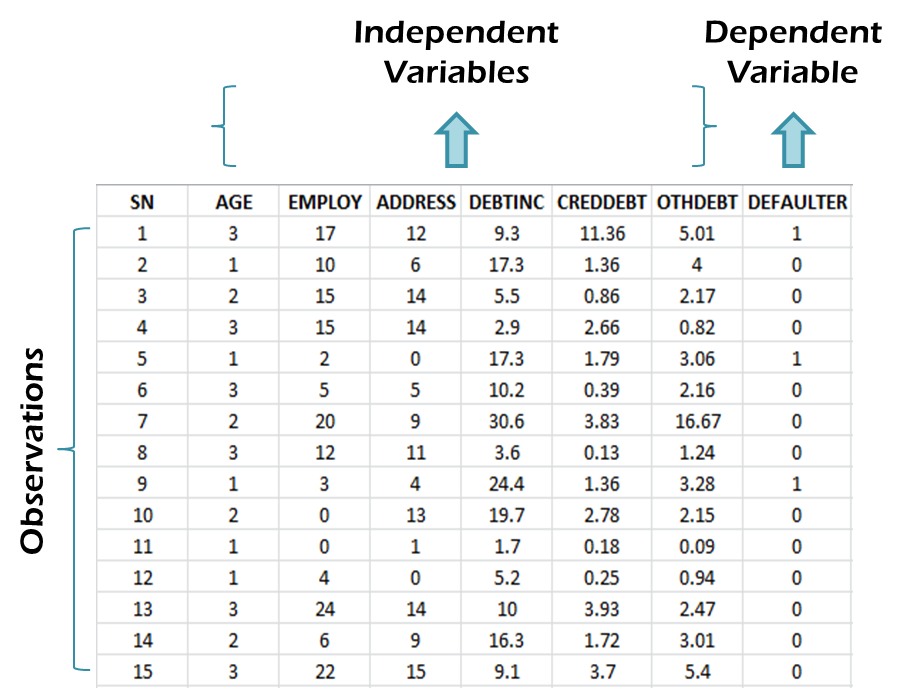 Independent
Variables
Dependent
Variable
SN AGE EMPLOY ADDRESS DEBTINC CREDDEBT OTHDEBT DEFAULTER
1 3 17 12 9.3 11.36 5.01 1
2 1 10 6 17.3 1.36 4 0
3 2 15 14 5.5 0.86 2.17 0
4 3 15 14 2.9 2.66 0.82 0
5 1 2 0 17.3 1.79 3.06 1
6 3 5 5 10.2 0.39 2.16 0
7 2 20 9 30.6 3.83 16.67 0
8 3 12 11 3.6 0.13 1.24 0
9 1 3 4 24.4 1.36 3.28 1
10 2 0 13 19.7 2.78 2.15 0
11 1 0 1 1.7 0.18 0.09 0
12 1 4 0 5.2 0.25 0.94 0
13 3 24 14 10 3.93 2.47 0
14 2 6 9 16.3 1.72 3.01 0
15 3 22 15 9.1 3.7 5.4 0
Observations